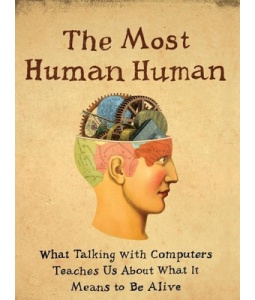 The Most
Human Human
What Talking with Computers
Teaches Us About What It
Means to Be Alive